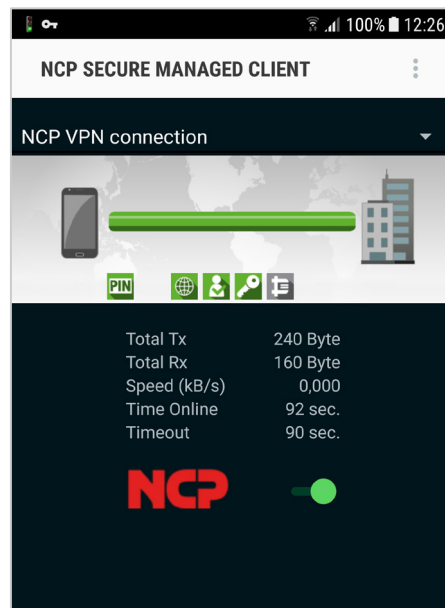 100% 12:26
NCP SECURE MANAGED CLIENT
NCP VPN connection
PIN
Total Tx 240 Byte
Total Rx 160 Byte
Speed (kB/s) 0,000
Time Online 92 sec.
Timeout 90 sec.
NCP